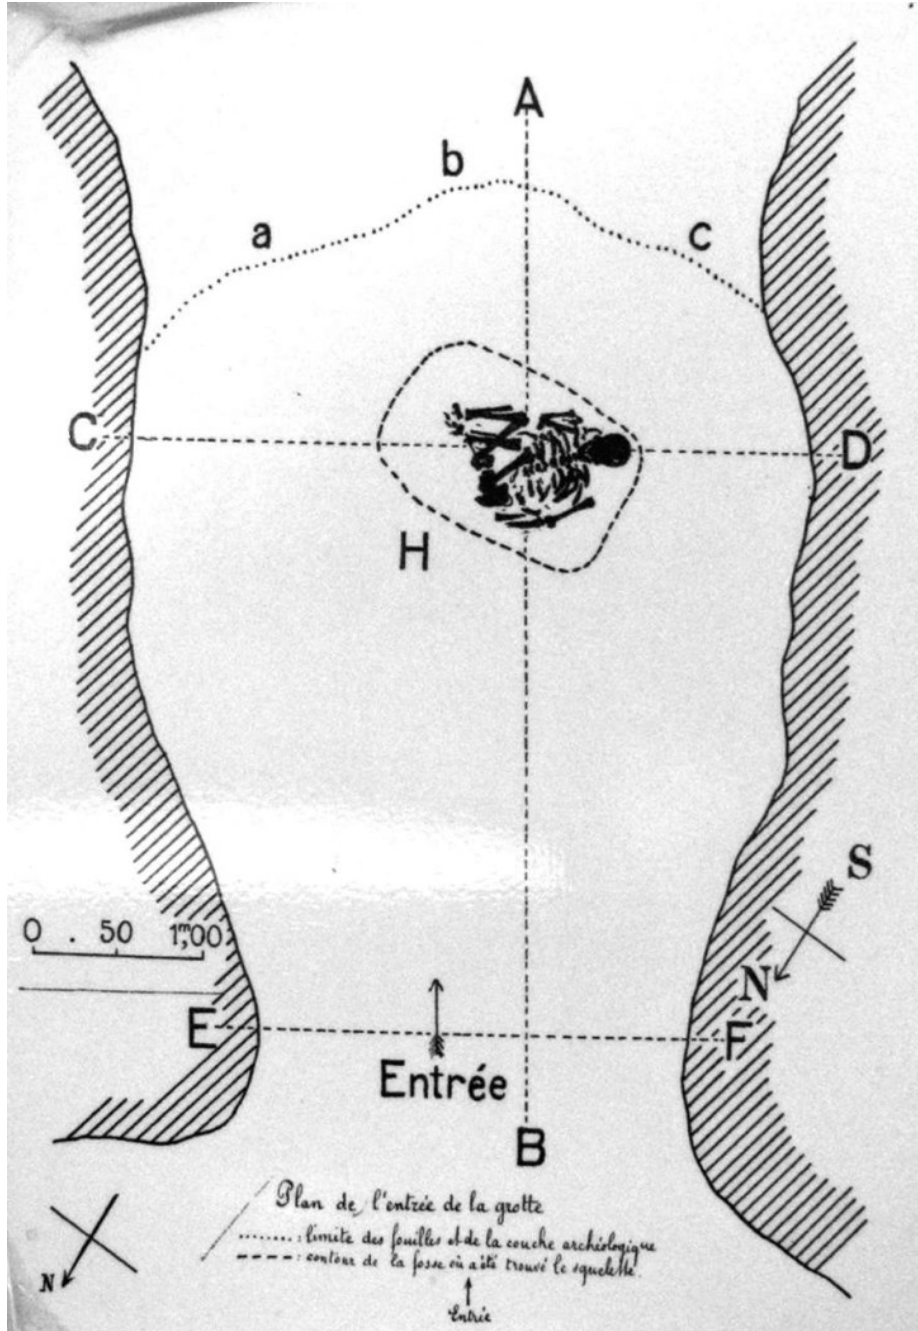 A
b
a
c
C
D
H
S
0 . 50 1m,00
N
E
F
Entrée
B
Plan de l'entrée de la grotte
.......: limite des fouilles et de la couche archéologique
-----: contour de la fosse où a été trouvé le squelette.
N
Entrée